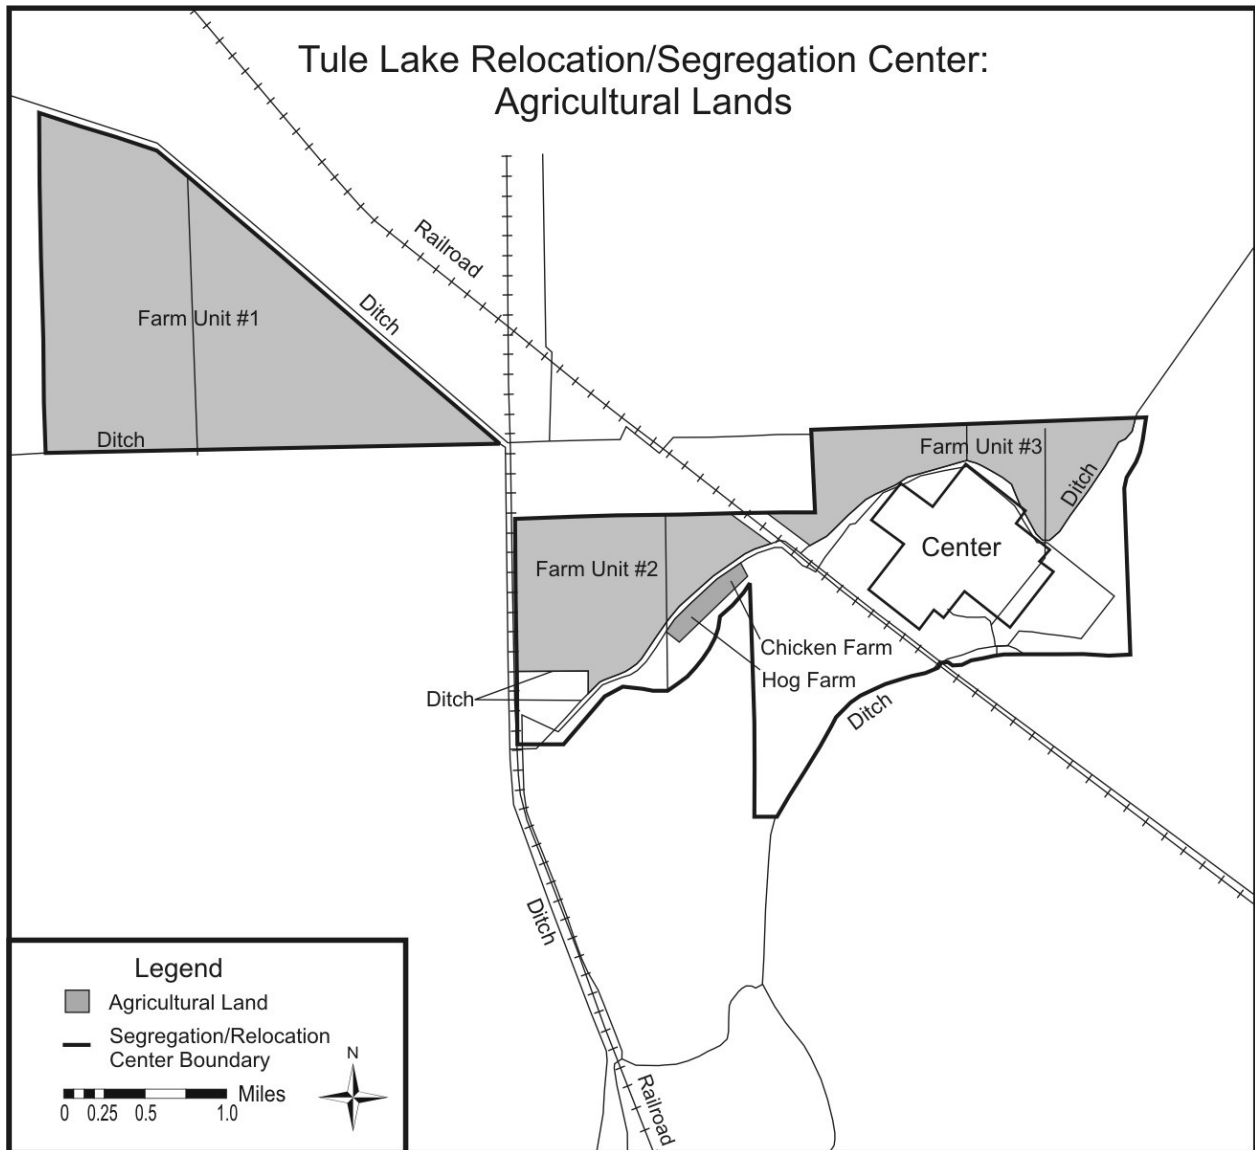 Tule Lake Relocation/Segregation Center:
Agricultural Lands
Railroad
Ditch
Farm Unit #1
Ditch
Farm Unit #3
Ditch
Center
Farm Unit #2
Chicken Farm
Hog Farm
Ditch
Ditch
Ditch
Railroad
Legend
Agricultural Land
Segregation/Relocation
Center Boundary
Miles
0 0.25 0.5 1.0
N